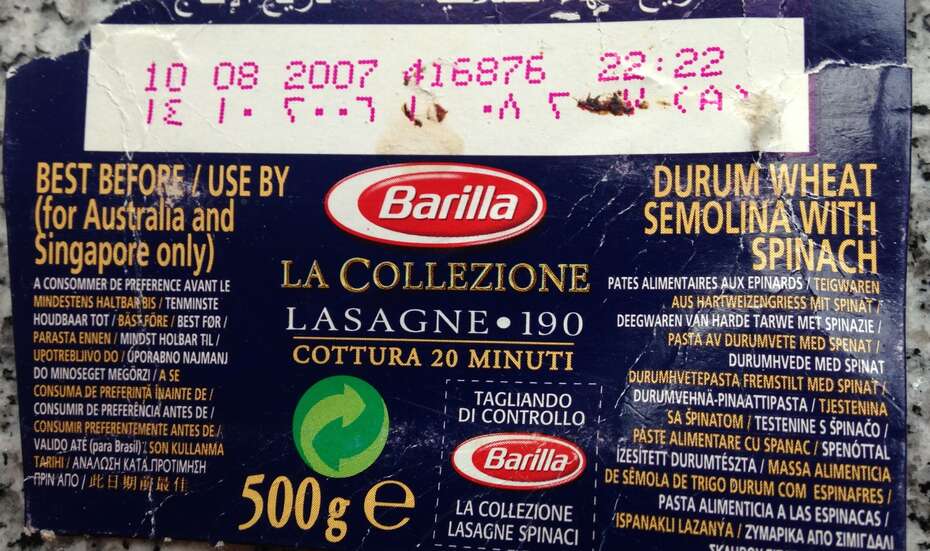 10 08 2007 416876 22:22
١٤ ١٠ ٢٠٠٦ ٠٨ (A)
BEST BEFORE / USE BY
(for Australia and
Singapore only)
A CONSOMMER DE PREFERENCE AVANT LE
MINDESTENS HALTBAR BIS / TENMINSTE
HOUDBAAR TOT / BÄST FÖRE / BEST FØR /
PARASTA ENNEN / MINDST HOLBAR TIL /
UPOTREBLJIVO DO / UPORABNO NAJMANJ
DO MINOSEGET MEGÖRZI / A SE
CONSUMA DE PREFERINȚĂ ÎNAINTE DE /
CONSUMIR DE PREFERÊNCIA ANTES DE /
CONSUMIR PREFERENTEMENTE ANTES DE /
VALIDO ATÉ (para Brasil) / SON KULLANMA
TARIHI / ΑΝΑΛΩΣΗ ΚΑΤΑ ΠΡΟΤΙΜΗΣΗ
ΠΡΙΝ ΑΠΟ / 此日期前最佳
Barilla
LA COLLEZIONE
LASAGNE • 190
COTTURA 20 MINUTI
500g e
TAGLIANDO
DI CONTROLLO
Barilla
LA COLLEZIONE
LASAGNE SPINACI
DURUM WHEAT
SEMOLINA WITH
SPINACH
PATES ALIMENTAIRES AUX EPINARDS / TEIGWAREN
AUS HARTWEIZENGRIESS MIT SPINAT /
DEEGWAREN VAN HARDE TARWE MET SPINAZIE /
PASTA AV DURUMVETE MED SPENAT /
DURUMHVEDE MED SPINAT
DURUMHVETEPASTA FREMSTILT MED SPINAT /
DURUMVEHNÄ-PINAATTIPASTA / TJESTENINA
SA ŠPINATOM / TESTENINE S ŠPINAČO /
PASTE ALIMENTARE CU SPANAC / SPENÓTTAL
ÍZESÍTETT DURUMTÉSZTA / MASSA ALIMENTICIA
DE SÊMOLA DE TRIGO DURUM COM ESPINAFRES /
PASTA ALIMENTICIA A LAS ESPINACAS /
ISPANAKLI LAZANYA / ΖΥΜΑΡΙΚΑ ΑΠΟ ΣΙΜΙΓΔΑΛΙ